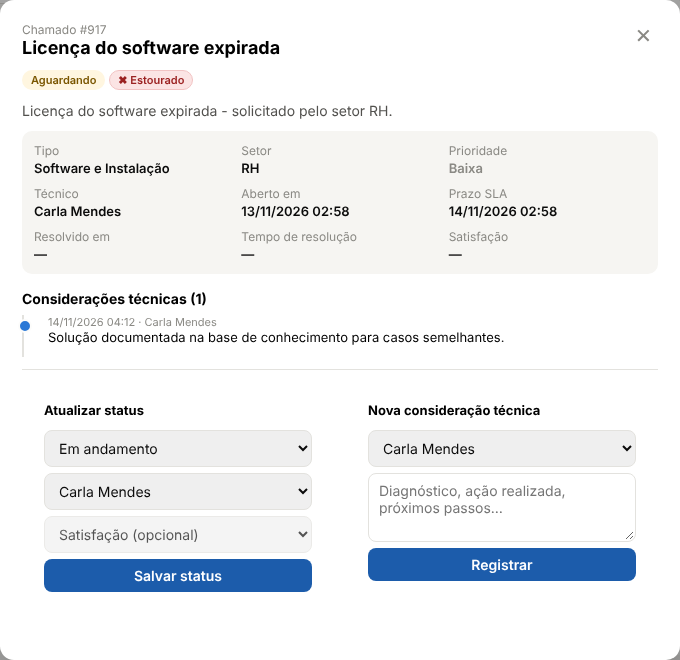 Chamado #917
Licença do software expirada
Aguardando ✖ Estourado
Licença do software expirada - solicitado pelo setor RH.
Tipo Setor Prioridade
Software e Instalação RH Baixa
Técnico Aberto em Prazo SLA
Carla Mendes 13/11/2026 02:58 14/11/2026 02:58
Resolvido em Tempo de resolução Satisfação
— — —
Considerações técnicas (1)
14/11/2026 04:12 · Carla Mendes
Solução documentada na base de conhecimento para casos semelhantes.
Atualizar status
Em andamento
Carla Mendes
Satisfação (opcional)
Salvar status
Nova consideração técnica
Carla Mendes
Diagnóstico, ação realizada,
próximos passos...
Registrar